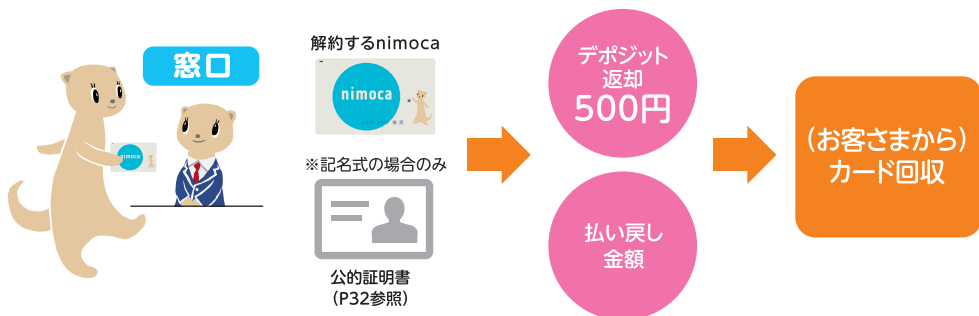 窓口
nimoca
解約するnimoca
nimoca
※記名式の場合のみ
公的証明書
（P32参照）
デポジット
返却
500円
払い戻し
金額
（お客さまから）
カード回収